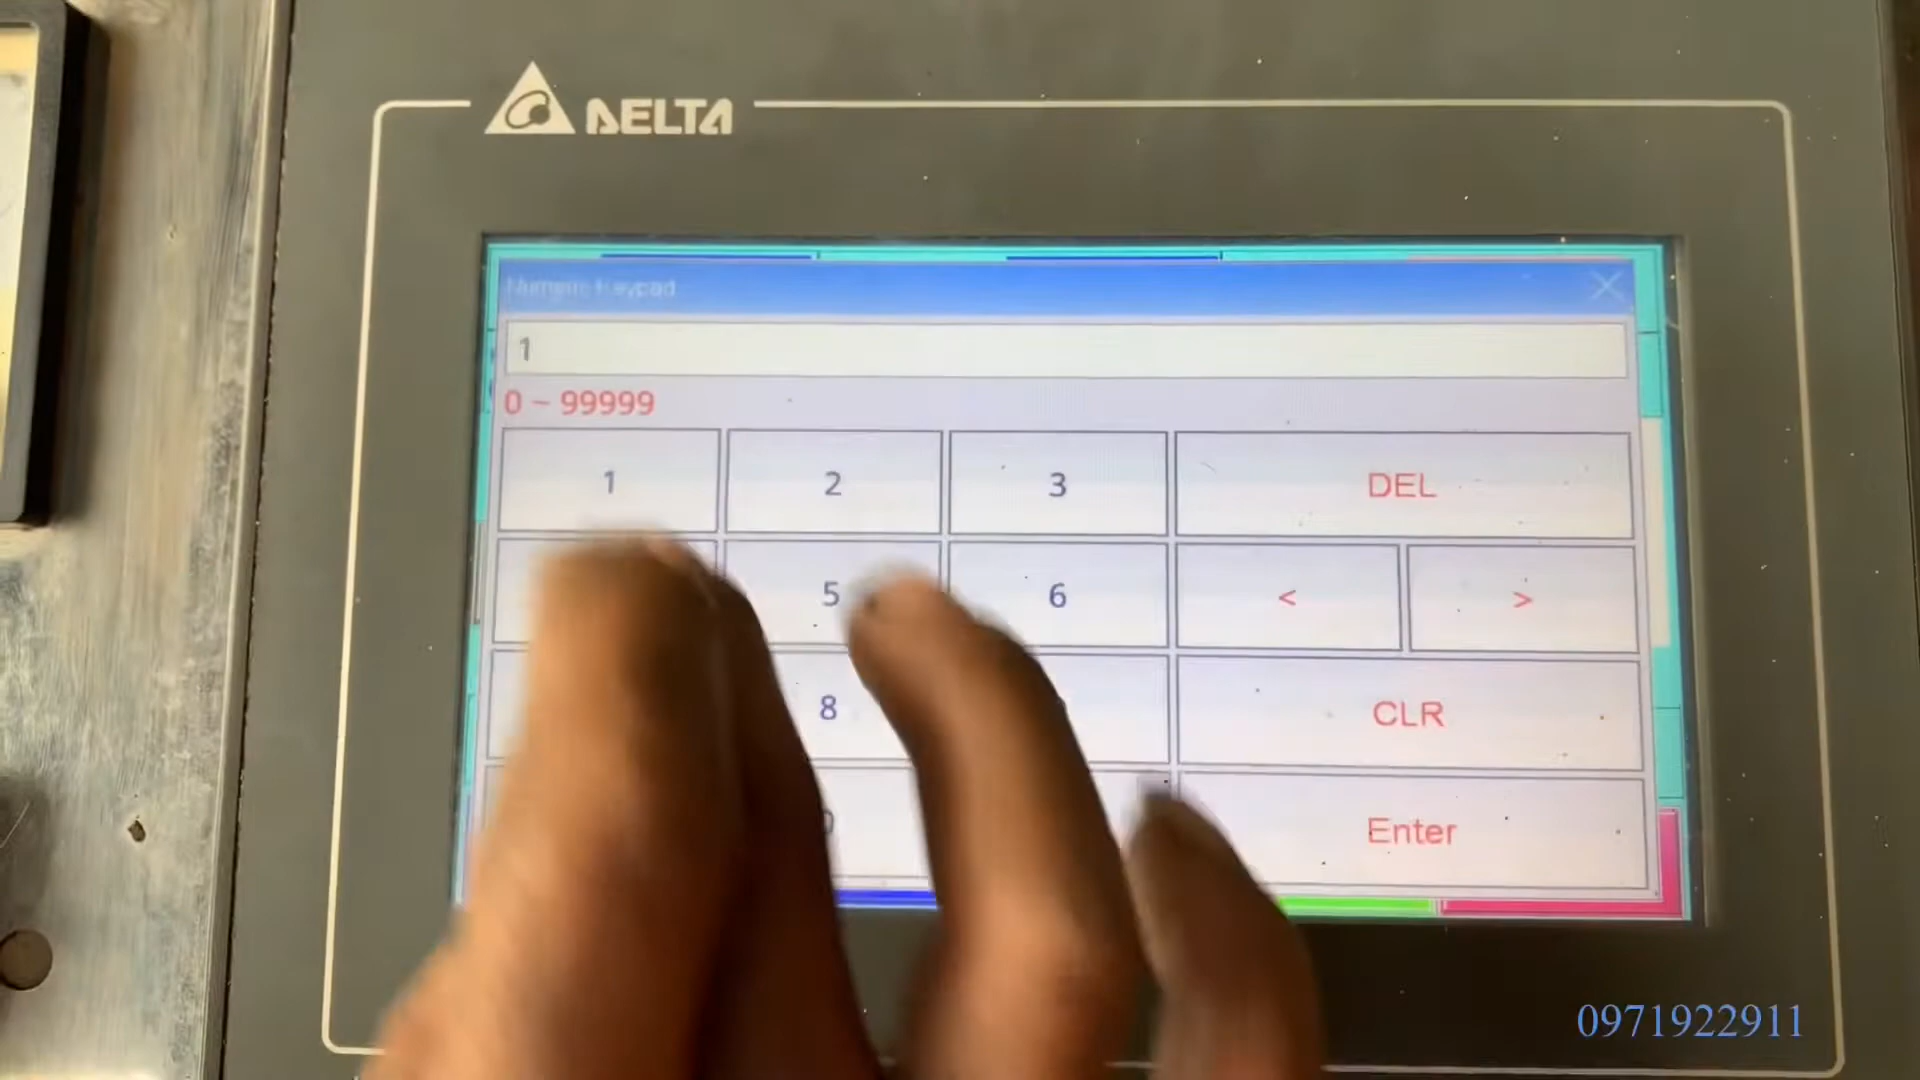 DELTA
Numeric Keypad
1
0 ~ 99999
1 2 3 DEL
5 6 < >
8 CLR
Enter
0971922911